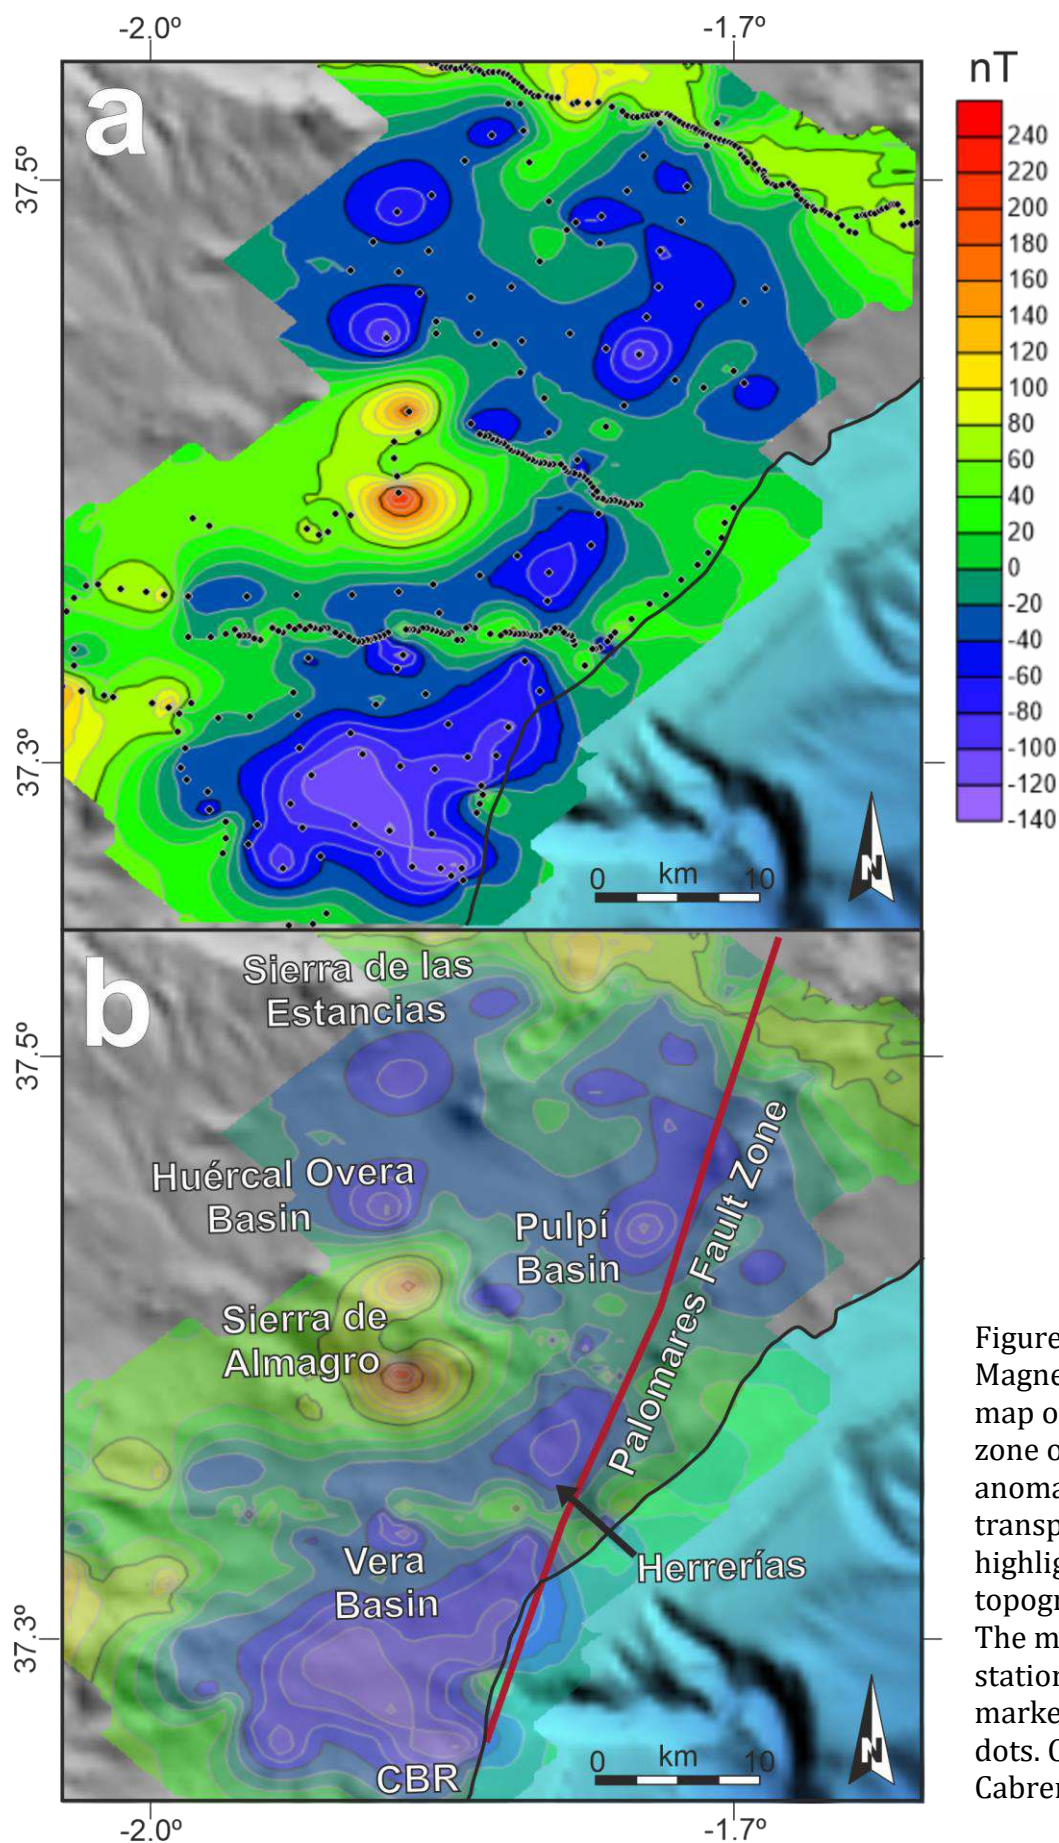 -2.0º
-1.7º
nT
a
37.5º
37.3º
240
220
200
180
160
140
120
100
80
60
40
20
0
-20
-40
-60
-80
-100
-120
-140
0 km 10
N
b
Sierra de las
Estancias
37.5º
Huércal Overa
Basin
Pulpí
Basin
Palomares Fault Zone
Sierra de
Almagro
Vera
Basin
Herrerías
37.3º
CBR
0 km 10
N
-2.0º
-1.7º
Figure
Magne
map o
zone o
anoma
transp
highlig
topogr
The m
station
marke
dots. C
Cabrer